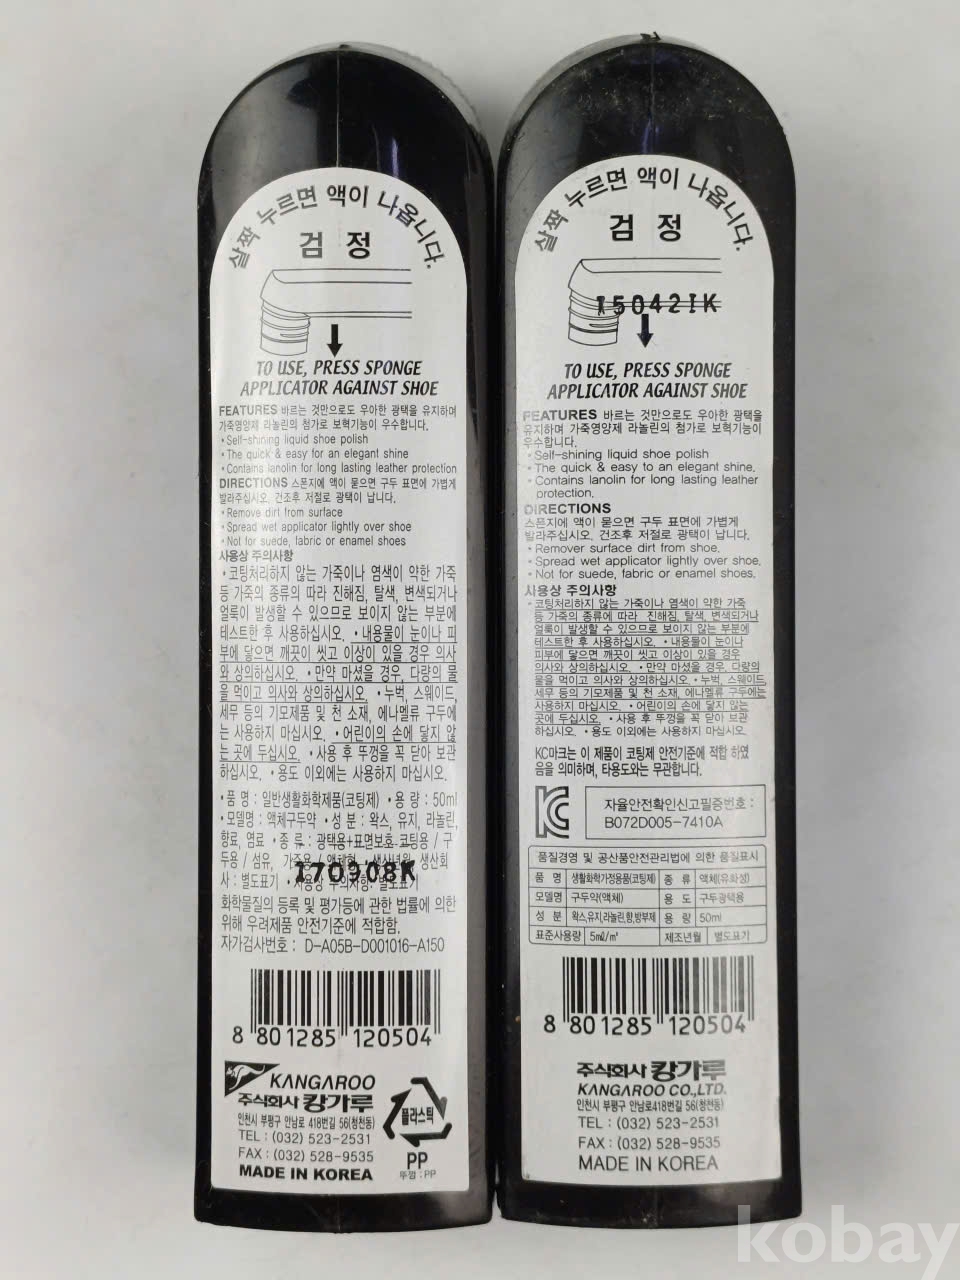 살짝 누르면 액이 나옵니다.
검 정
TO USE, PRESS SPONGE
APPLICATOR AGAINST SHOE
FEATURES 바르는 것만으로도 우아한 광택을 유지하며
가죽영양제 라놀린의 첨가로 보혁기능이 우수합니다.
• Self-shining liquid shoe polish
• The quick & easy for an elegant shine
• Contains lanolin for long lasting leather protection
DIRECTIONS 스폰지에 액이 묻으면 구두 표면에 가볍게
발라주십시오. 건조후 저절로 광택이 납니다.
• Remove dirt from surface
• Spread wet applicator lightly over shoe
• Not for suede, fabric or enamel shoes
사용상 주의사항
• 코팅처리하지 않는 가죽이나 염색이 약한 가죽
등 가죽의 종류의 따라 진해짐, 탈색, 변색되거나
얼룩이 발생할 수 있으므로 보이지 않는 부분에
테스트한 후 사용하십시오. • 내용물이 눈이나 피
부에 닿으면 깨끗이 씻고 이상이 있을 경우 의사
와 상의하십시오. • 만약 마셨을 경우, 다량의 물
을 먹이고 의사와 상의하십시오. • 누벅, 스웨이드,
세무 등의 기모제품 및 천 소재, 에나멜류 구두에
는 사용하지 마십시오. • 어린이의 손에 닿지 않
는 곳에 두십시오. • 사용 후 뚜껑을 꼭 닫아 보관
하십시오. • 용도 이외에는 사용하지 마십시오.
• 품 명 : 일반생활화학제품(코팅제) • 용 량 : 50ml
• 모델명 : 액체구두약 • 성 분 : 왁스, 유지, 라놀린,
향료, 염료 • 종 류 : 광택용+표면보호 코팅용 / 구
두용 / 섬유, 가죽용 / 액체형 • 생산년월, 생산회
사 : 별도표기 • 사용상 주의사항: 별도표기
170908K
화학물질의 등록 및 평가등에 관한 법률에 의한
위해 우려제품 안전기준에 적합함.
자가검사번호 : D-A05B-D001016-A150
8 801285 120504
KANGAROO
주식회사 캉가루
인천시 부평구 안남로 418번길 56(청천동)
TEL : (032) 523-2531
FAX : (032) 528-9535
MADE IN KOREA
플라스틱
PP
뚜껑 : PP
살짝 누르면 액이 나옵니다.
검 정
150421K
TO USE, PRESS SPONGE
APPLICATOR AGAINST SHOE
FEATURES 바르는 것만으로도 우아한 광택을
유지하며 가죽영양제 라놀린의 첨가로 보혁기능이
우수합니다.
• Self-shining liquid shoe polish
• The quick & easy to an elegant shine.
• Contains lanolin for long lasting leather
protection.
DIRECTIONS
스폰지에 액이 묻으면 구두 표면에 가볍게
발라주십시오. 건조후 저절로 광택이 납니다.
• Remover surface dirt from shoe.
• Spread wet applicator lightly over shoe.
• Not for suede, fabric or enamel shoes.
사용상 주의사항
• 코팅처리하지 않는 가죽이나 염색이 약한 가죽
등 가죽의 종류에 따라 진해짐, 탈색, 변색되거나
얼룩이 발생할 수 있으므로 보이지 않는 부분에
테스트한 후 사용하십시오. • 내용물이 눈이나
피부에 닿으면 깨끗이 씻고 이상이 있을 경우
의사와 상의하십시오. • 만약 마셨을 경우, 다량의
물을 먹이고 의사와 상의하십시오. • 누벅, 스웨이드,
세무 등의 기모제품 및 천 소재, 에나멜류 구두에는
사용하지 마십시오. • 어린이의 손에 닿지 않는
곳에 두십시오. • 사용 후 뚜껑을 꼭 닫아 보관
하십시오. • 용도 이외에는 사용하지 마십시오.
KC마크는 이 제품이 코팅제 안전기준에 적합 하였
음을 의미하며, 타용도와는 무관합니다.
KC
자율안전확인신고필증번호 :
B072D005-7410A
품질경영 및 공산품안전관리법에 의한 품질표시
품 명 생활화학가정용품(코팅제) 종 류 액체(유화성)
모델명 구두약(액체) 용 도 구두광택용
성 분 왁스,유지,라놀린,향,방부제 용 량 50ml
표준사용량 5㎖/㎡ 제조년월 별도표기
8 801285 120504
주식회사 캉가루
KANGAROO CO.,LTD.
인천시 부평구 안남로418번길 56(청천동)
TEL : (032) 523-2531
FAX : (032) 528-9535
MADE IN KOREA
kobay